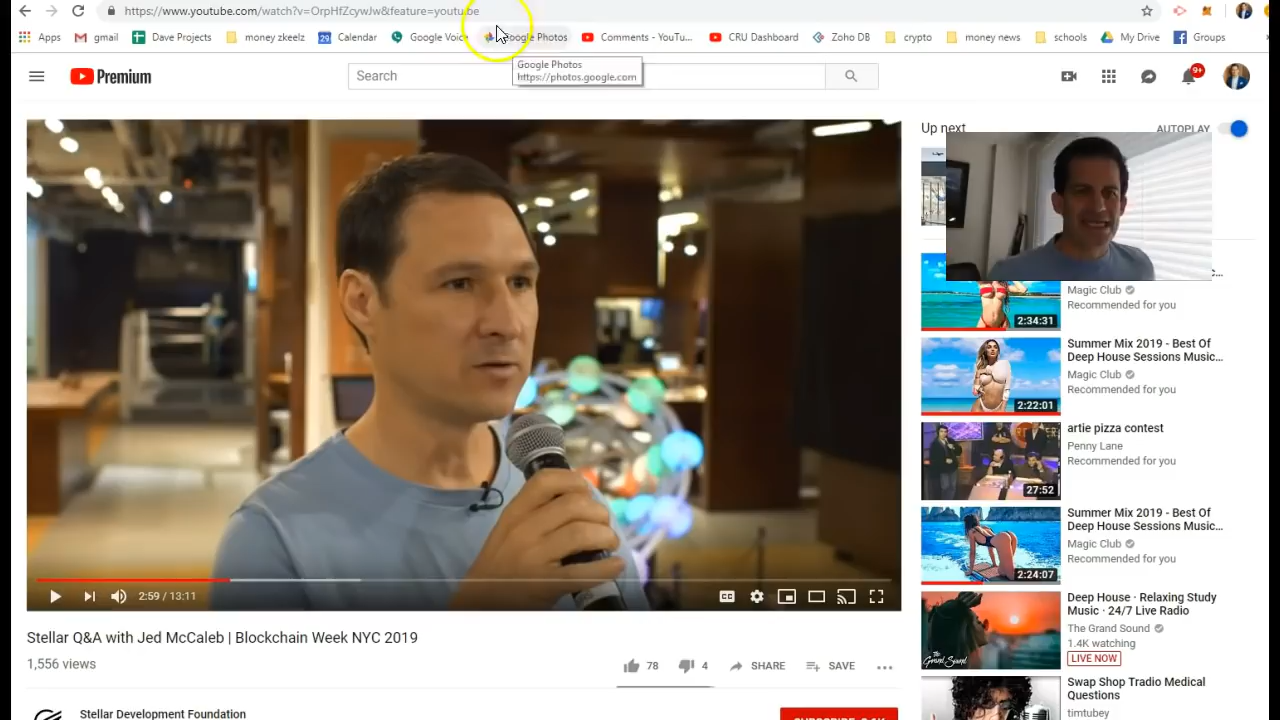 https://www.youtube.com/watch?v=OrpHfZcywJw&feature=youtu.be
Apps gmail Dave Projects money zkeelz Calendar Google Voice Google Photos Comments - YouTu... CRU Dashboard Zoho DB crypto money news schools My Drive Groups
Google Photos
https://photos.google.com
Premium
Search
9+
Up next
AUTOPLAY
Magic Club
Recommended for you
2:34:31
Summer Mix 2019 - Best Of
Deep House Sessions Music...
Magic Club
Recommended for you
2:22:01
artie pizza contest
Penny Lane
Recommended for you
27:52
Summer Mix 2019 - Best Of
Deep House Sessions Music...
Magic Club
Recommended for you
2:24:07
Deep House · Relaxing Study
Music · 24/7 Live Radio
The Grand Sound
1.4K watching
LIVE NOW
The Grand Sound
Swap Shop Tradio Medical
Questions
timtubey
2:59 / 13:11
CC
Stellar Q&A with Jed McCaleb | Blockchain Week NYC 2019
1,556 views
78 4 SHARE SAVE
Stellar Development Foundation
SUBSCRIBE